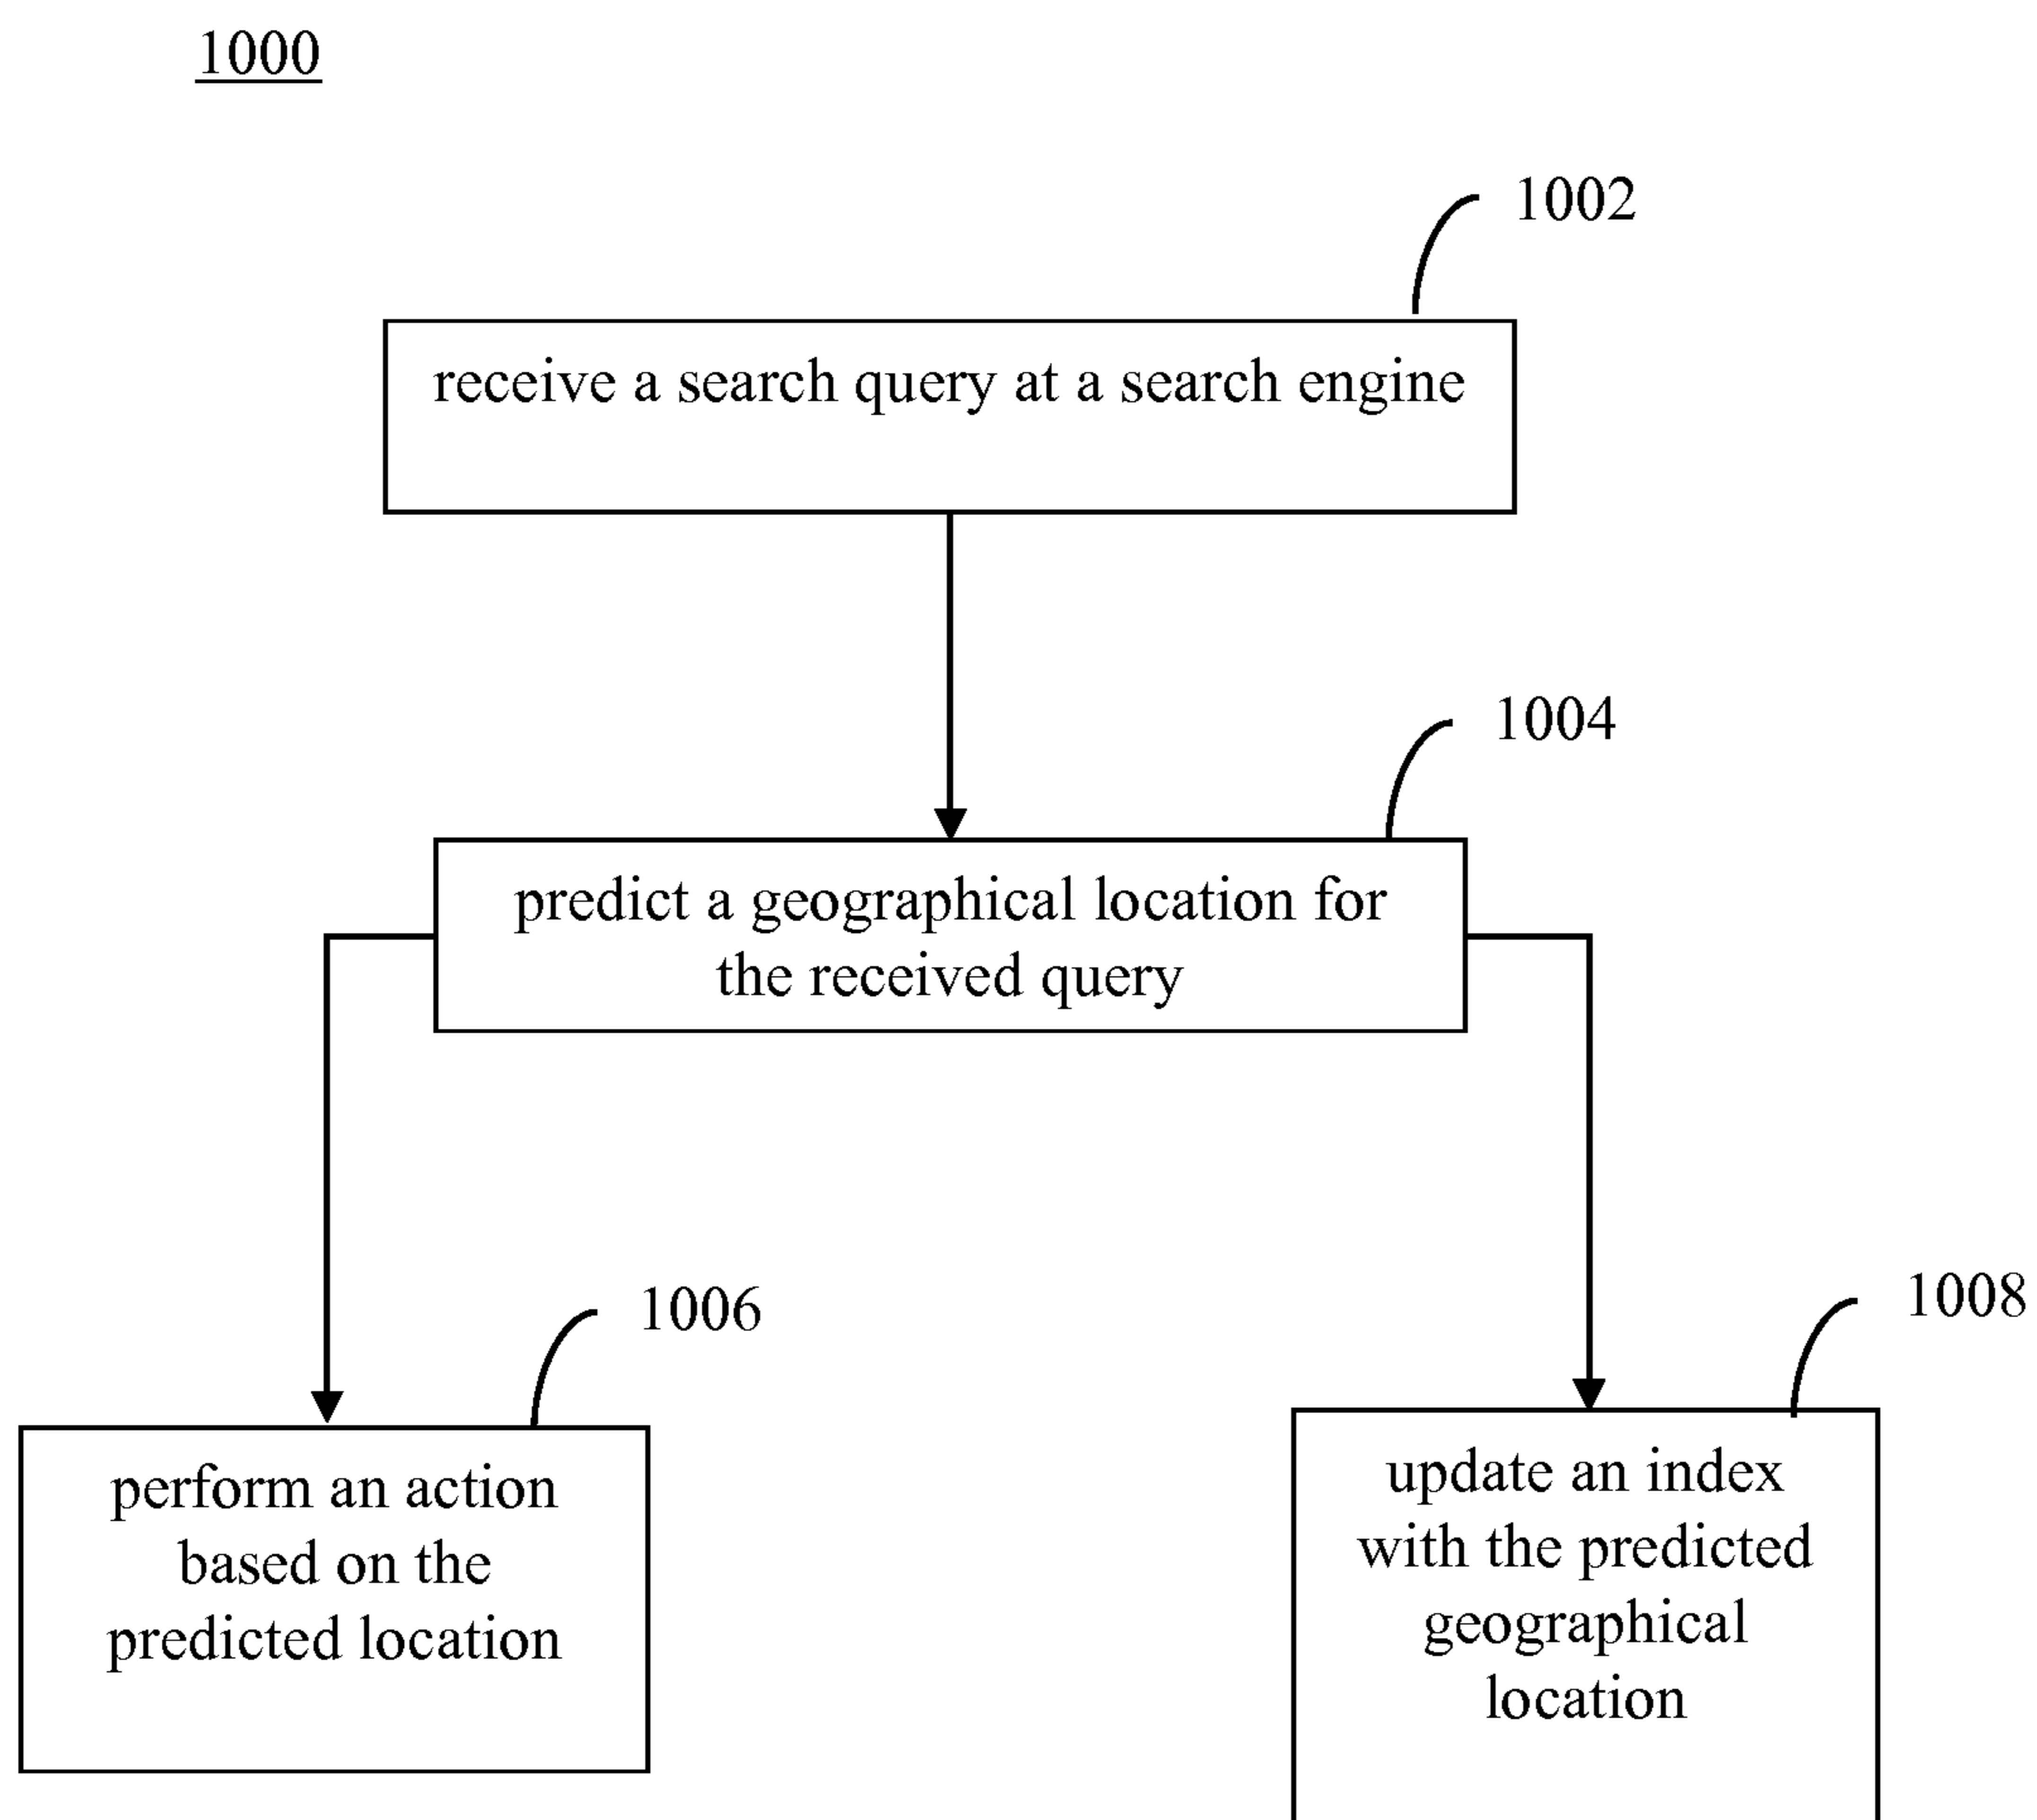 1000
1002
receive a search query at a search engine
1004
predict a geographical location for
the received query
1006
perform an action
based on the
predicted location
1008
update an index
with the predicted
geographical
location